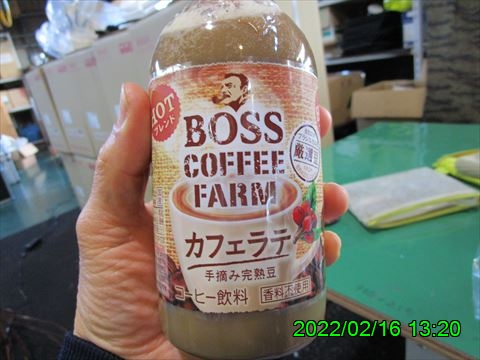 HOT
ブレンド
BOSS
COFFEE
FARM
厳選
カフェラテ
手摘み完熟豆
コーヒー飲料
香料不使用
2022/02/16 13:20